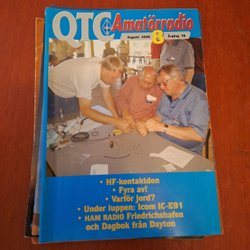 QTC
Amatörradio
Augusti 2006 8 Årgång 79
• HF-kontaktdon
• Fyra av!
• Varför jord?
• Under luppen: Icom IC-E91
• HAM RADIO Friedrichshafen
och Dagbok från Dayton